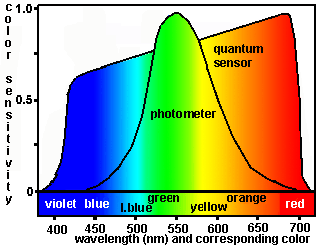 color sensitivity
1.0
0.5
0
quantum
sensor
photometer
violet blue l.blue green yellow orange red
400 450 500 550 600 650 700
wavelength (nm) and corresponding color